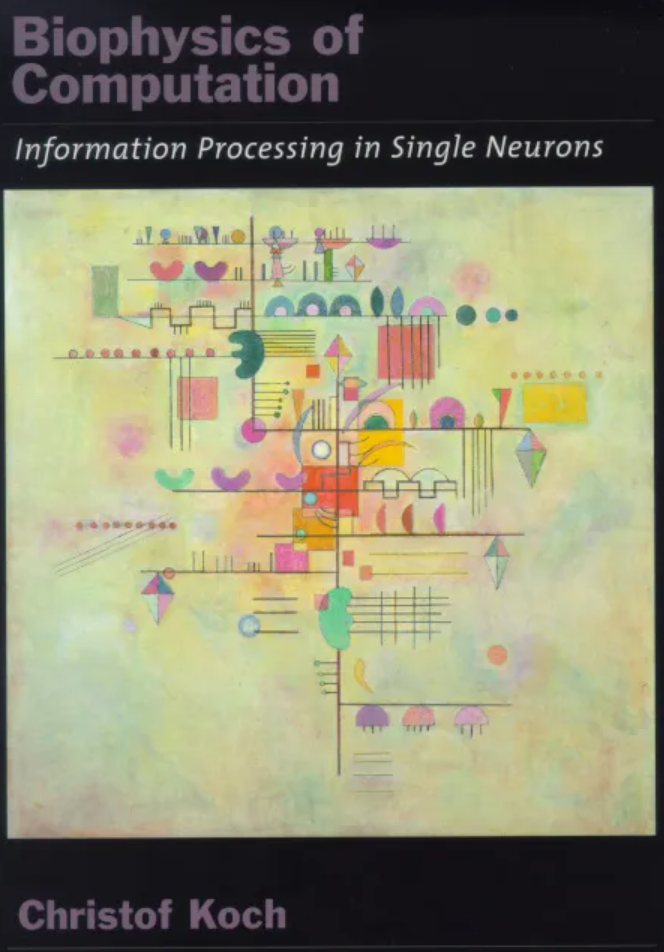 Biophysics of
Computation
Information Processing in Single Neurons
Christof Koch